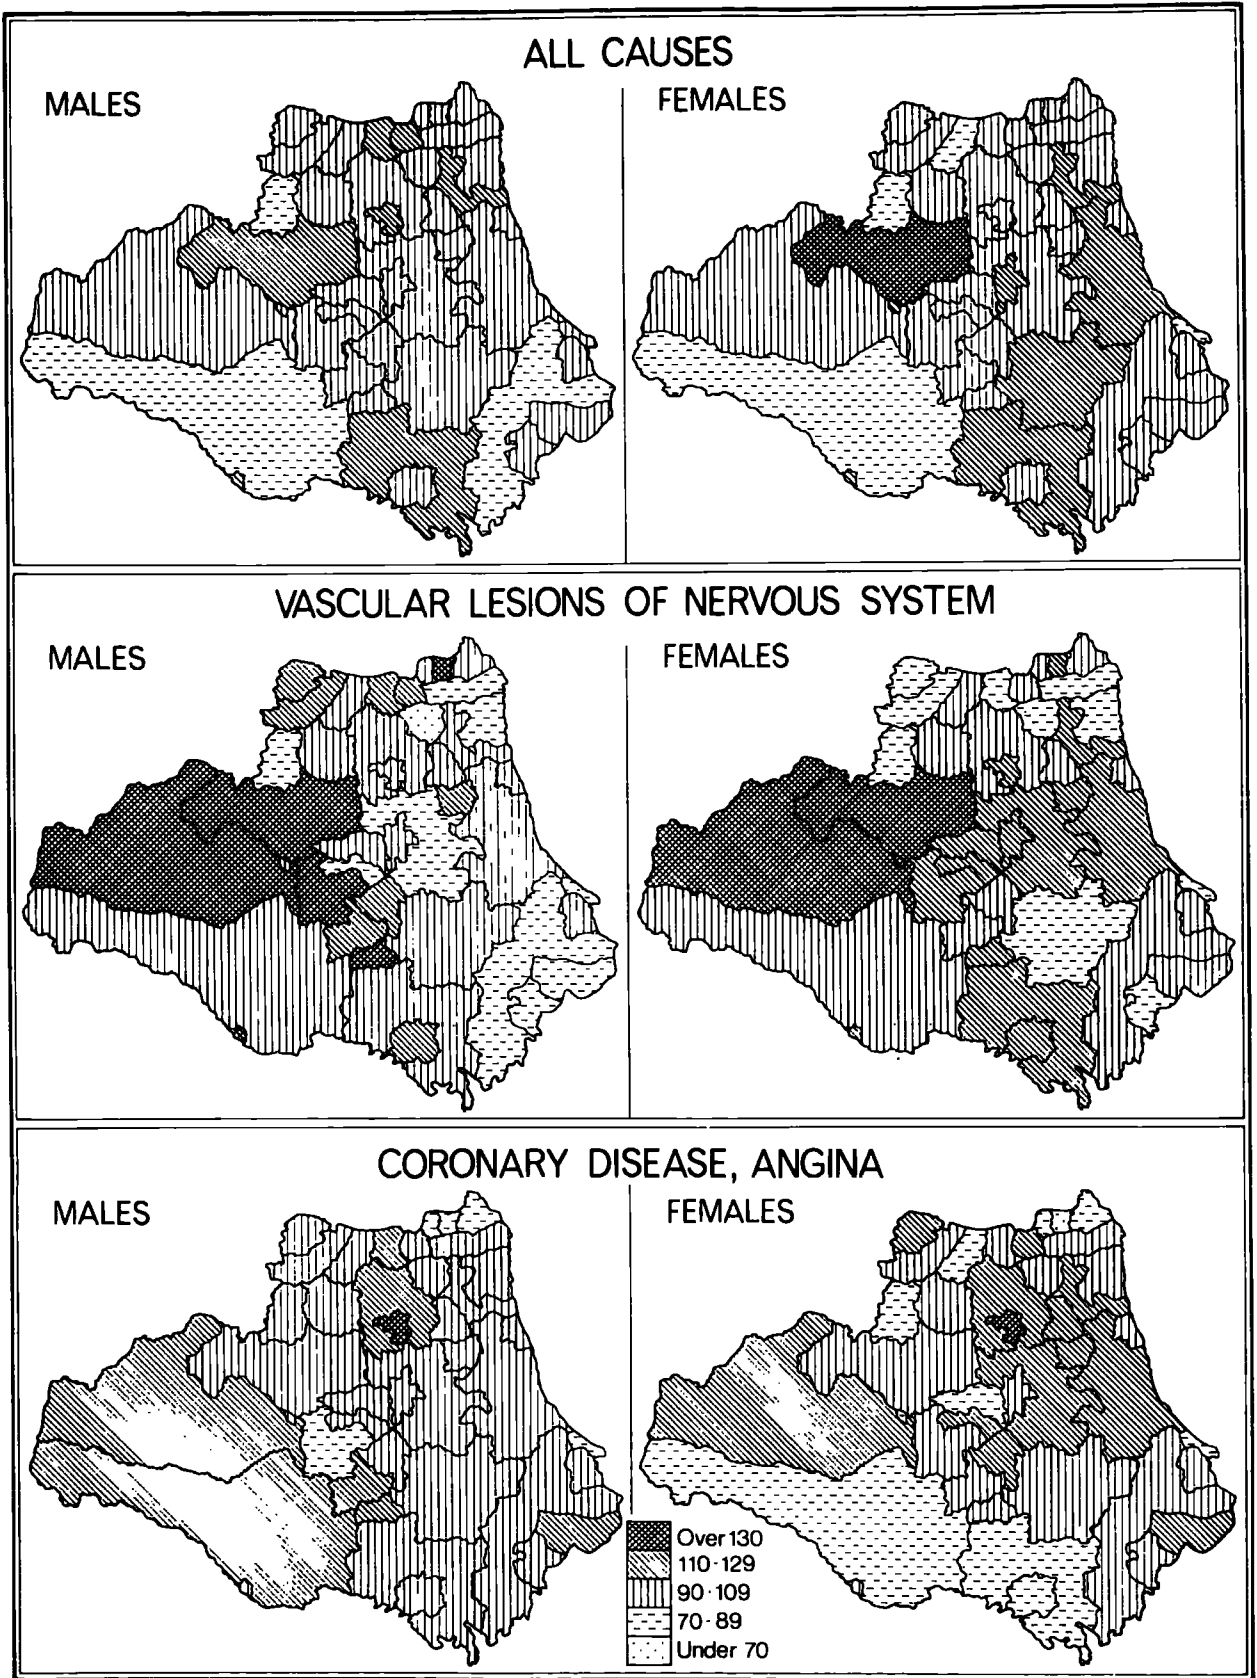 ALL CAUSES
MALES
FEMALES
VASCULAR LESIONS OF NERVOUS SYSTEM
MALES
FEMALES
CORONARY DISEASE, ANGINA
MALES
FEMALES
Over 130
110-129
90-109
70-89
Under 70